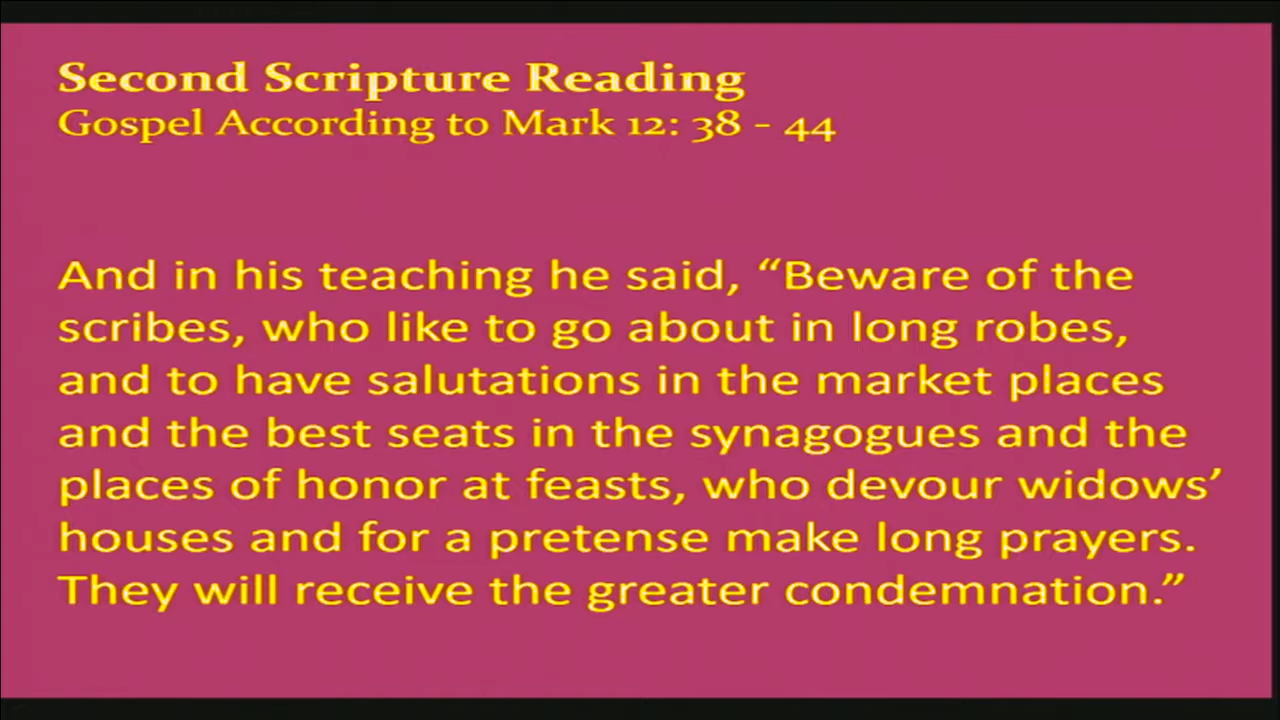 Second Scripture Reading
Gospel According to Mark 12: 38 - 44
And in his teaching he said, “Beware of the
scribes, who like to go about in long robes,
and to have salutations in the market places
and the best seats in the synagogues and the
places of honor at feasts, who devour widows’
houses and for a pretense make long prayers.
They will receive the greater condemnation.”